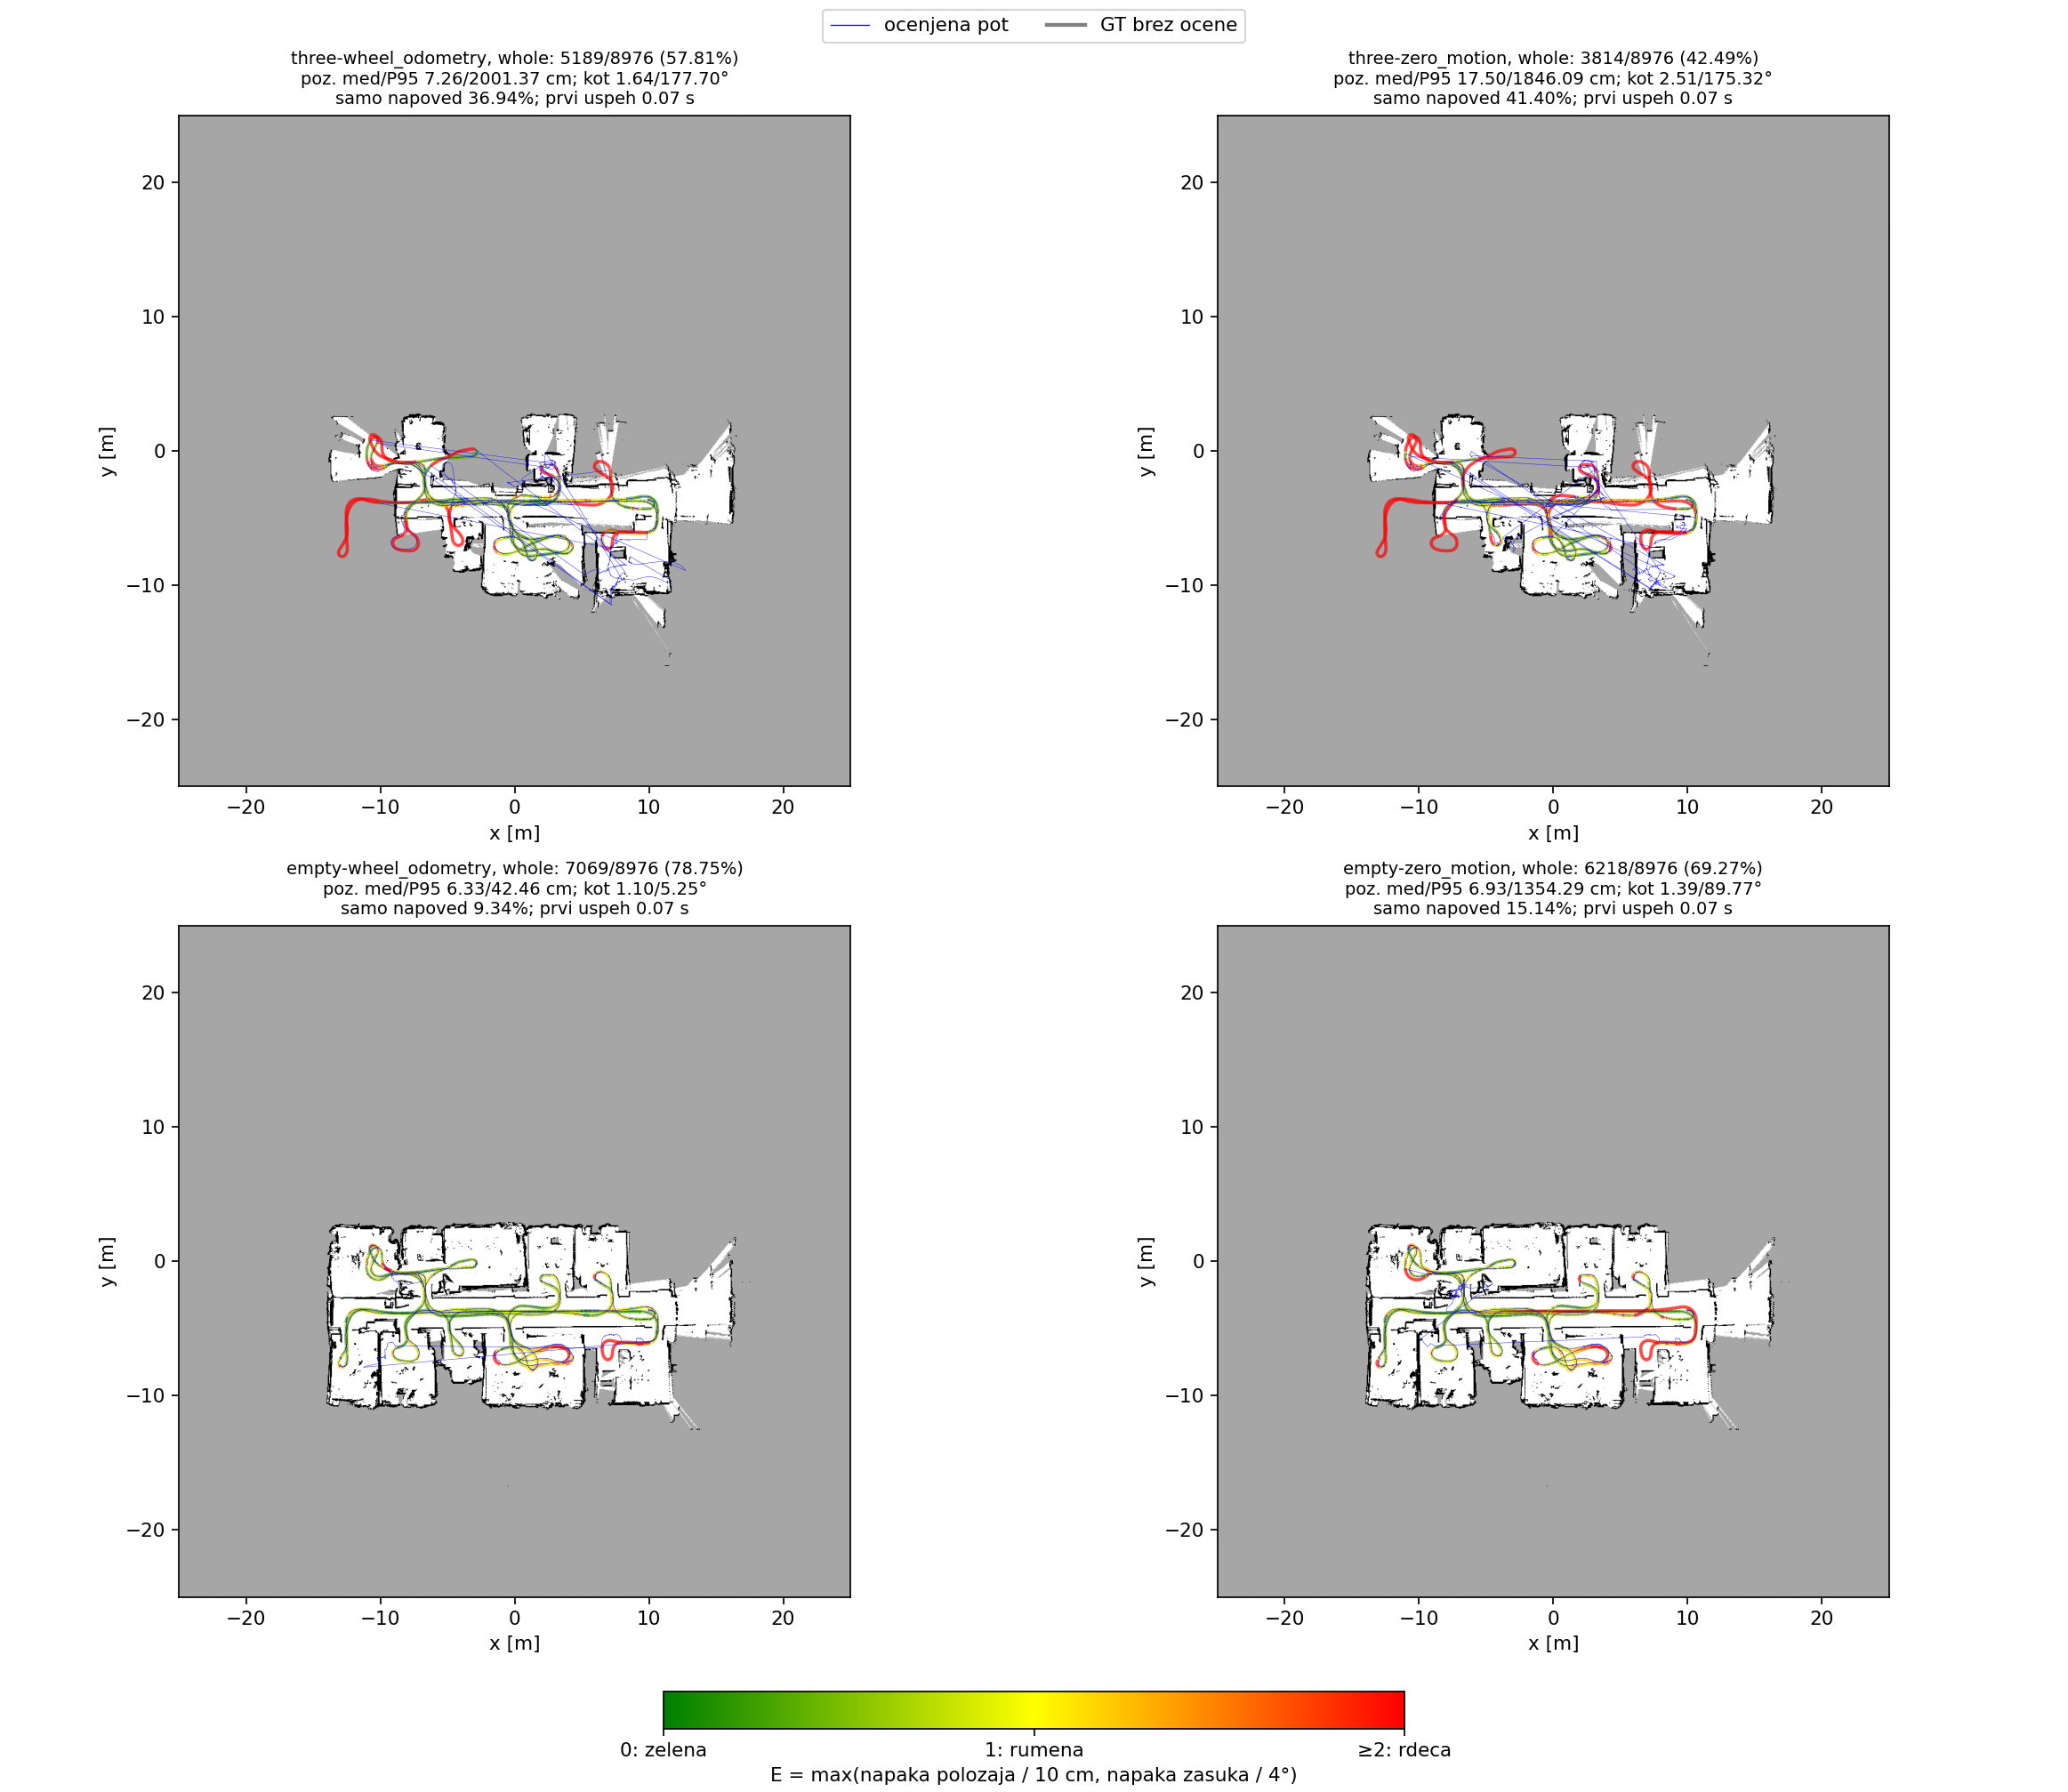 ocenjena pot GT brez ocene
three-wheel_odometry, whole: 5189/8976 (57.81%)
poz. med/P95 7.26/2001.37 cm; kot 1.64/177.70°
samo napoved 36.94%; prvi uspeh 0.07 s
20
10
0
−10
−20
y [m]
−20 −10 0 10 20
x [m]
three-zero_motion, whole: 3814/8976 (42.49%)
poz. med/P95 17.50/1846.09 cm; kot 2.51/175.32°
samo napoved 41.40%; prvi uspeh 0.07 s
20
10
0
−10
−20
y [m]
−20 −10 0 10 20
x [m]
empty-wheel_odometry, whole: 7069/8976 (78.75%)
poz. med/P95 6.33/42.46 cm; kot 1.10/5.25°
samo napoved 9.34%; prvi uspeh 0.07 s
20
10
0
−10
−20
y [m]
−20 −10 0 10 20
x [m]
empty-zero_motion, whole: 6218/8976 (69.27%)
poz. med/P95 6.93/1354.29 cm; kot 1.39/89.77°
samo napoved 15.14%; prvi uspeh 0.07 s
20
10
0
−10
−20
y [m]
−20 −10 0 10 20
x [m]
0: zelena 1: rumena ≥2: rdeca
E = max(napaka polozaja / 10 cm, napaka zasuka / 4°)